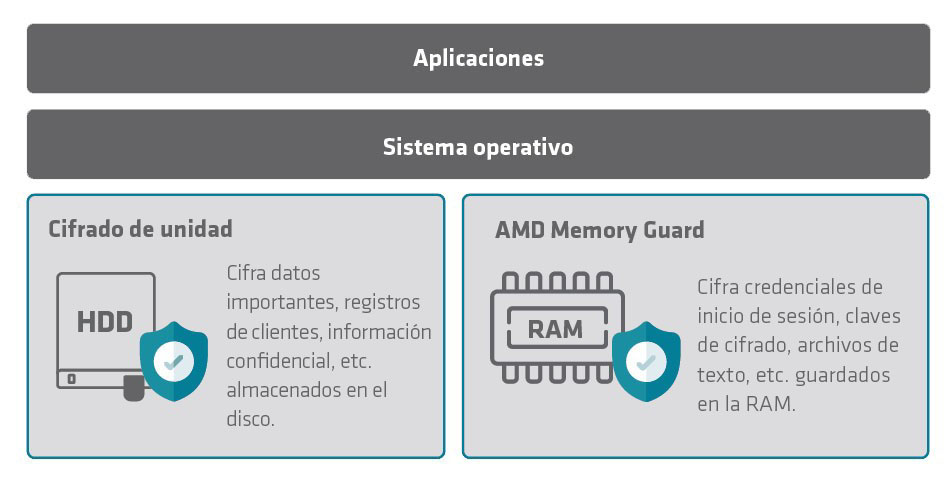 Aplicaciones
Sistema operativo
Cifrado de unidad
HDD
Cifra datos
importantes, registros
de clientes, información
confidencial, etc.
almacenados en el
disco.
AMD Memory Guard
RAM
Cifra credenciales de
inicio de sesión, claves
de cifrado, archivos de
texto, etc. guardados
en la RAM.